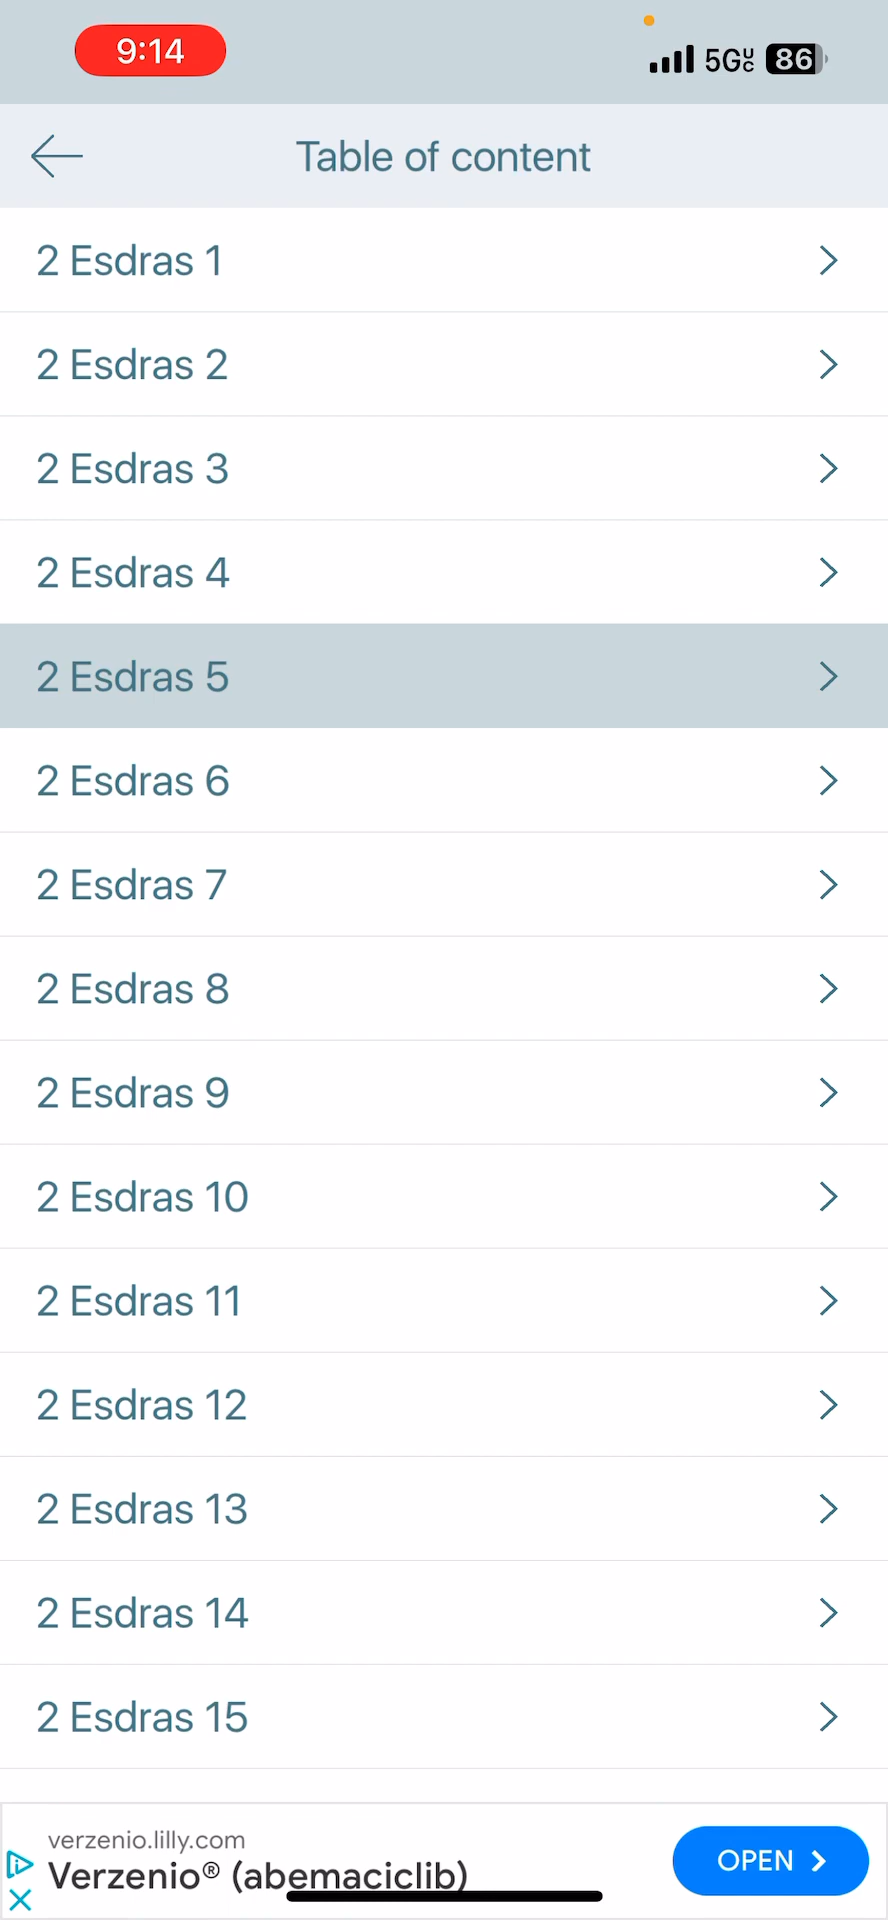 9:14
5GUC 86
Table of content
2 Esdras 1
2 Esdras 2
2 Esdras 3
2 Esdras 4
2 Esdras 5
2 Esdras 6
2 Esdras 7
2 Esdras 8
2 Esdras 9
2 Esdras 10
2 Esdras 11
2 Esdras 12
2 Esdras 13
2 Esdras 14
2 Esdras 15
verzenio.lilly.com
Verzenio® (abemaciclib)
OPEN